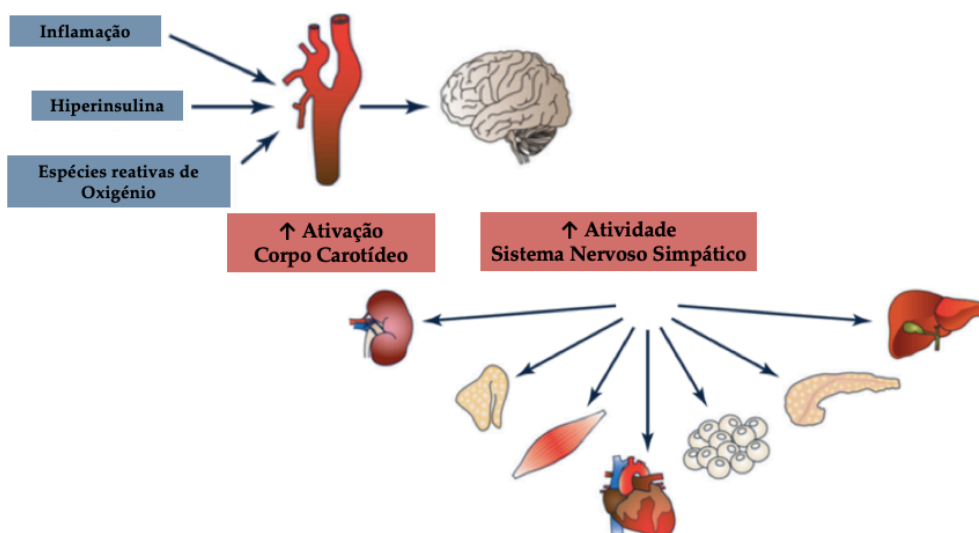 Inflamação
Hiperinsulina
Espécies reativas de
Oxigénio
↑ Ativação
Corpo Carotídeo
↑ Atividade
Sistema Nervoso Simpático